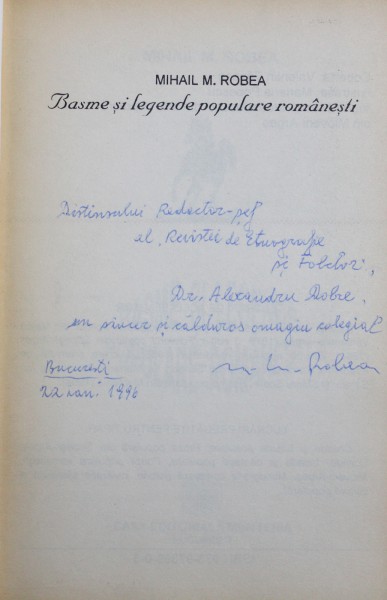 MIHAIL M. ROBEA
Basme și legende populare românești
Distinsului Redactor-șef
al „Revistei de Etnografie
și Folclor”,
Dr. Alexandru Dobre,
un sincer și călduros omagiu colegial
M. M. Robea
București
22 ian. 1996